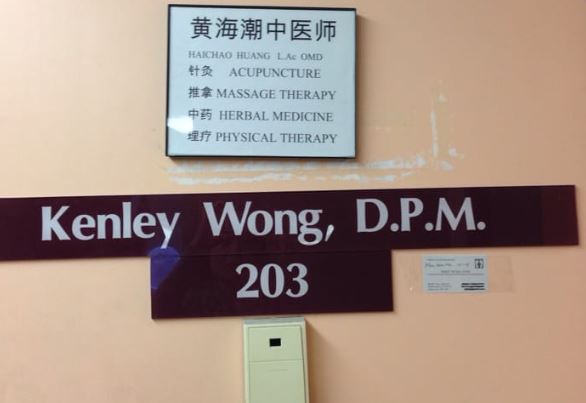 黄海潮中医师
HAICHAO HUANG L.Ac OMD
针灸 ACUPUNCTURE
推拿 MASSAGE THERAPY
中药 HERBAL MEDICINE
理疗 PHYSICAL THERAPY
Kenley Wong, D.P.M.
203